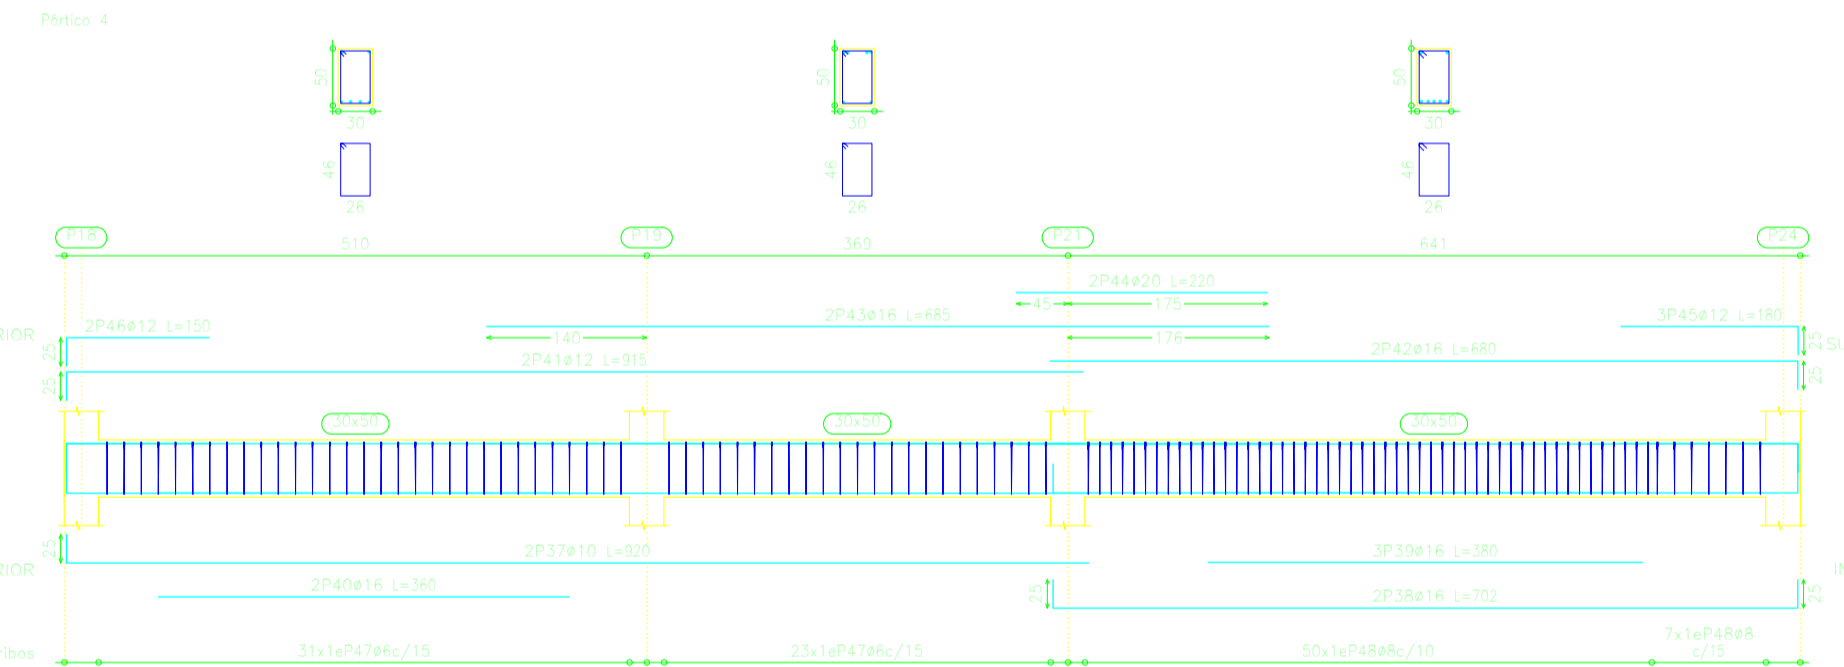 Pórtico 4
50
30
50
30
50
30
46
26
46
26
46
26
P18
P19
P21
P24
510
369
641
2P44ø20 L=220
45
175
2P43ø16 L=685
2P46ø12 L=150
3P45ø12 L=180
RIOR
25
140
176
25
SU
2P41ø12 L=915
2P42ø16 L=680
25
25
30x50
30x50
30x50
25
2P37ø10 L=920
3P39ø16 L=380
RIOR
IN
2P40ø16 L=360
25
2P38ø16 L=702
25
ribos
31x1eP47ø6c/15
23x1eP47ø6c/15
50x1eP48ø8c/10
7x1eP48ø8
c/15